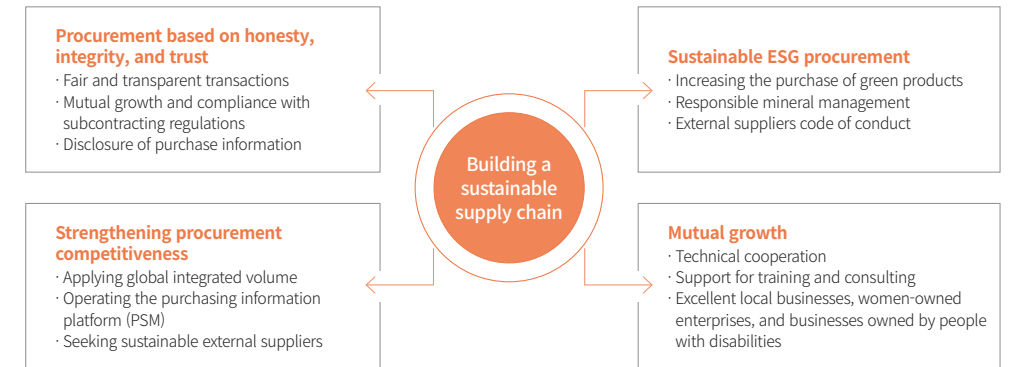 Procurement based on honesty,
integrity, and trust
· Fair and transparent transactions
· Mutual growth and compliance with
subcontracting regulations
· Disclosure of purchase information
Sustainable ESG procurement
· Increasing the purchase of green products
· Responsible mineral management
· External suppliers code of conduct
Building a
sustainable
supply chain
Strengthening procurement
competitiveness
· Applying global integrated volume
· Operating the purchasing information
platform (PSM)
· Seeking sustainable external suppliers
Mutual growth
· Technical cooperation
· Support for training and consulting
· Excellent local businesses, women-owned
enterprises, and businesses owned by people
with disabilities